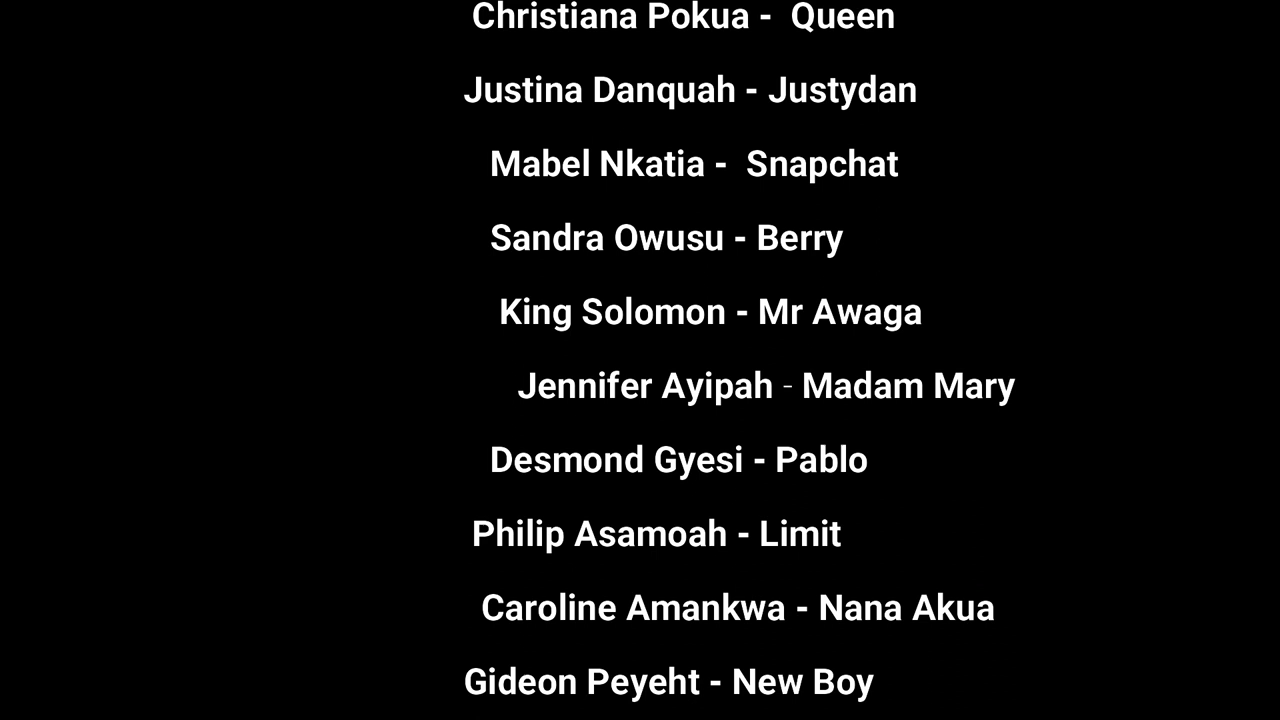 Christiana Pokua -  Queen
Justina Danquah - Justydan
Mabel Nkatia -  Snapchat
Sandra Owusu - Berry
King Solomon - Mr Awaga
Jennifer Ayipah - Madam Mary
Desmond Gyesi - Pablo
Philip Asamoah - Limit
Caroline Amankwa - Nana Akua
Gideon Peyeht - New Boy